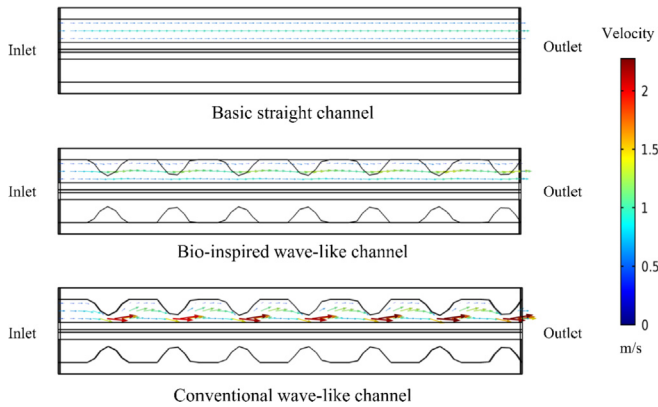 Velocity
Inlet
Outlet
Basic straight channel
Inlet
Outlet
Bio-inspired wave-like channel
Inlet
Outlet
Conventional wave-like channel
2
1.5
1
0.5
0
m/s